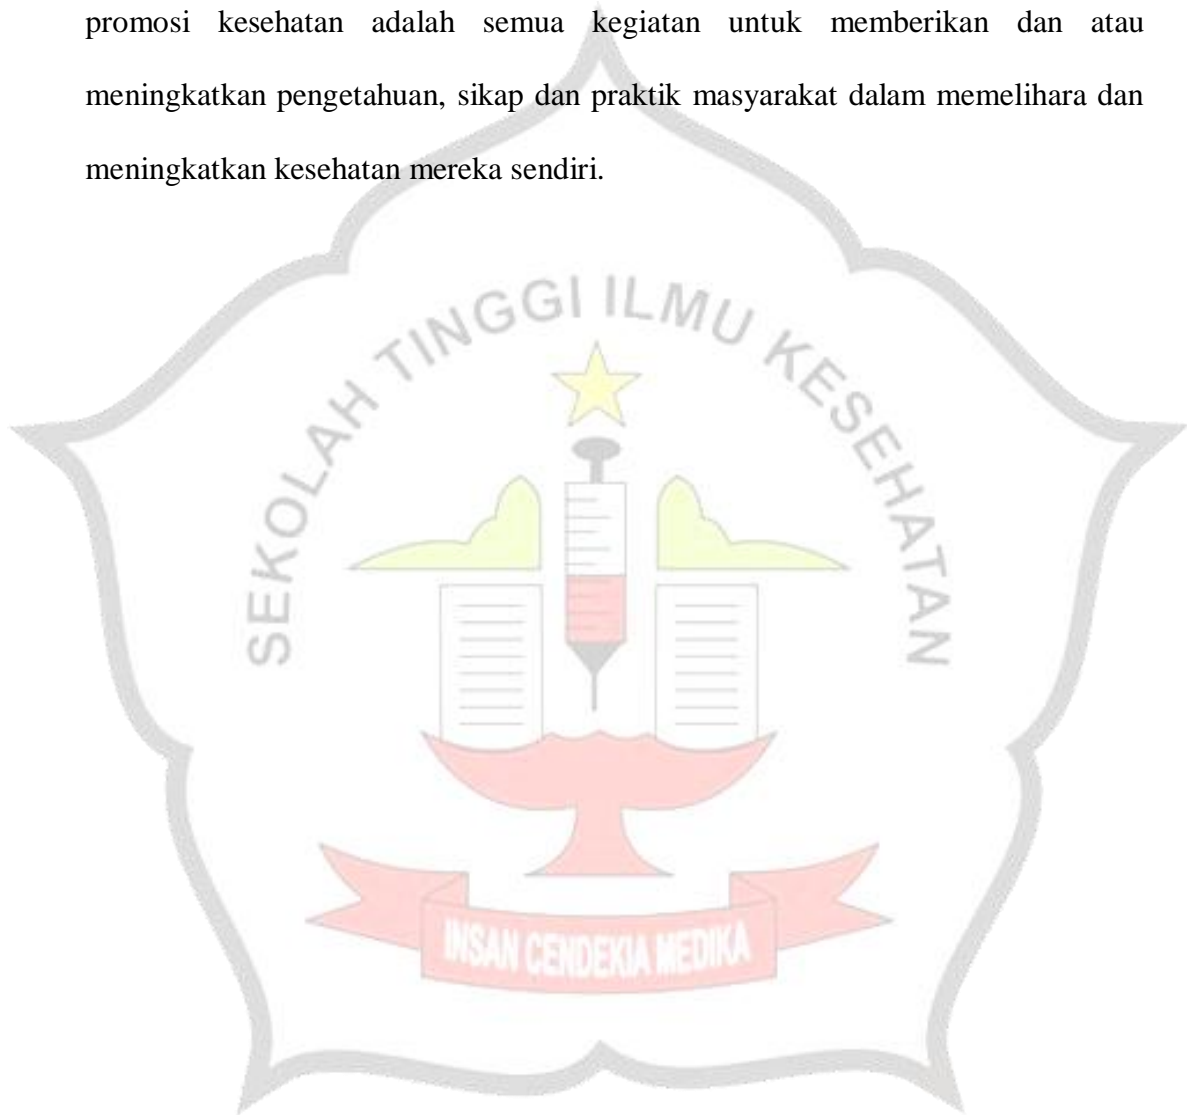 promosi kesehatan adalah semua kegiatan untuk memberikan dan atau
meningkatkan pengetahuan, sikap dan praktik masyarakat dalam memelihara dan
meningkatkan kesehatan mereka sendiri.
SEKOLAH TINGGI ILMU KESEHATAN
INSAN CENDEKIA MEDIKA